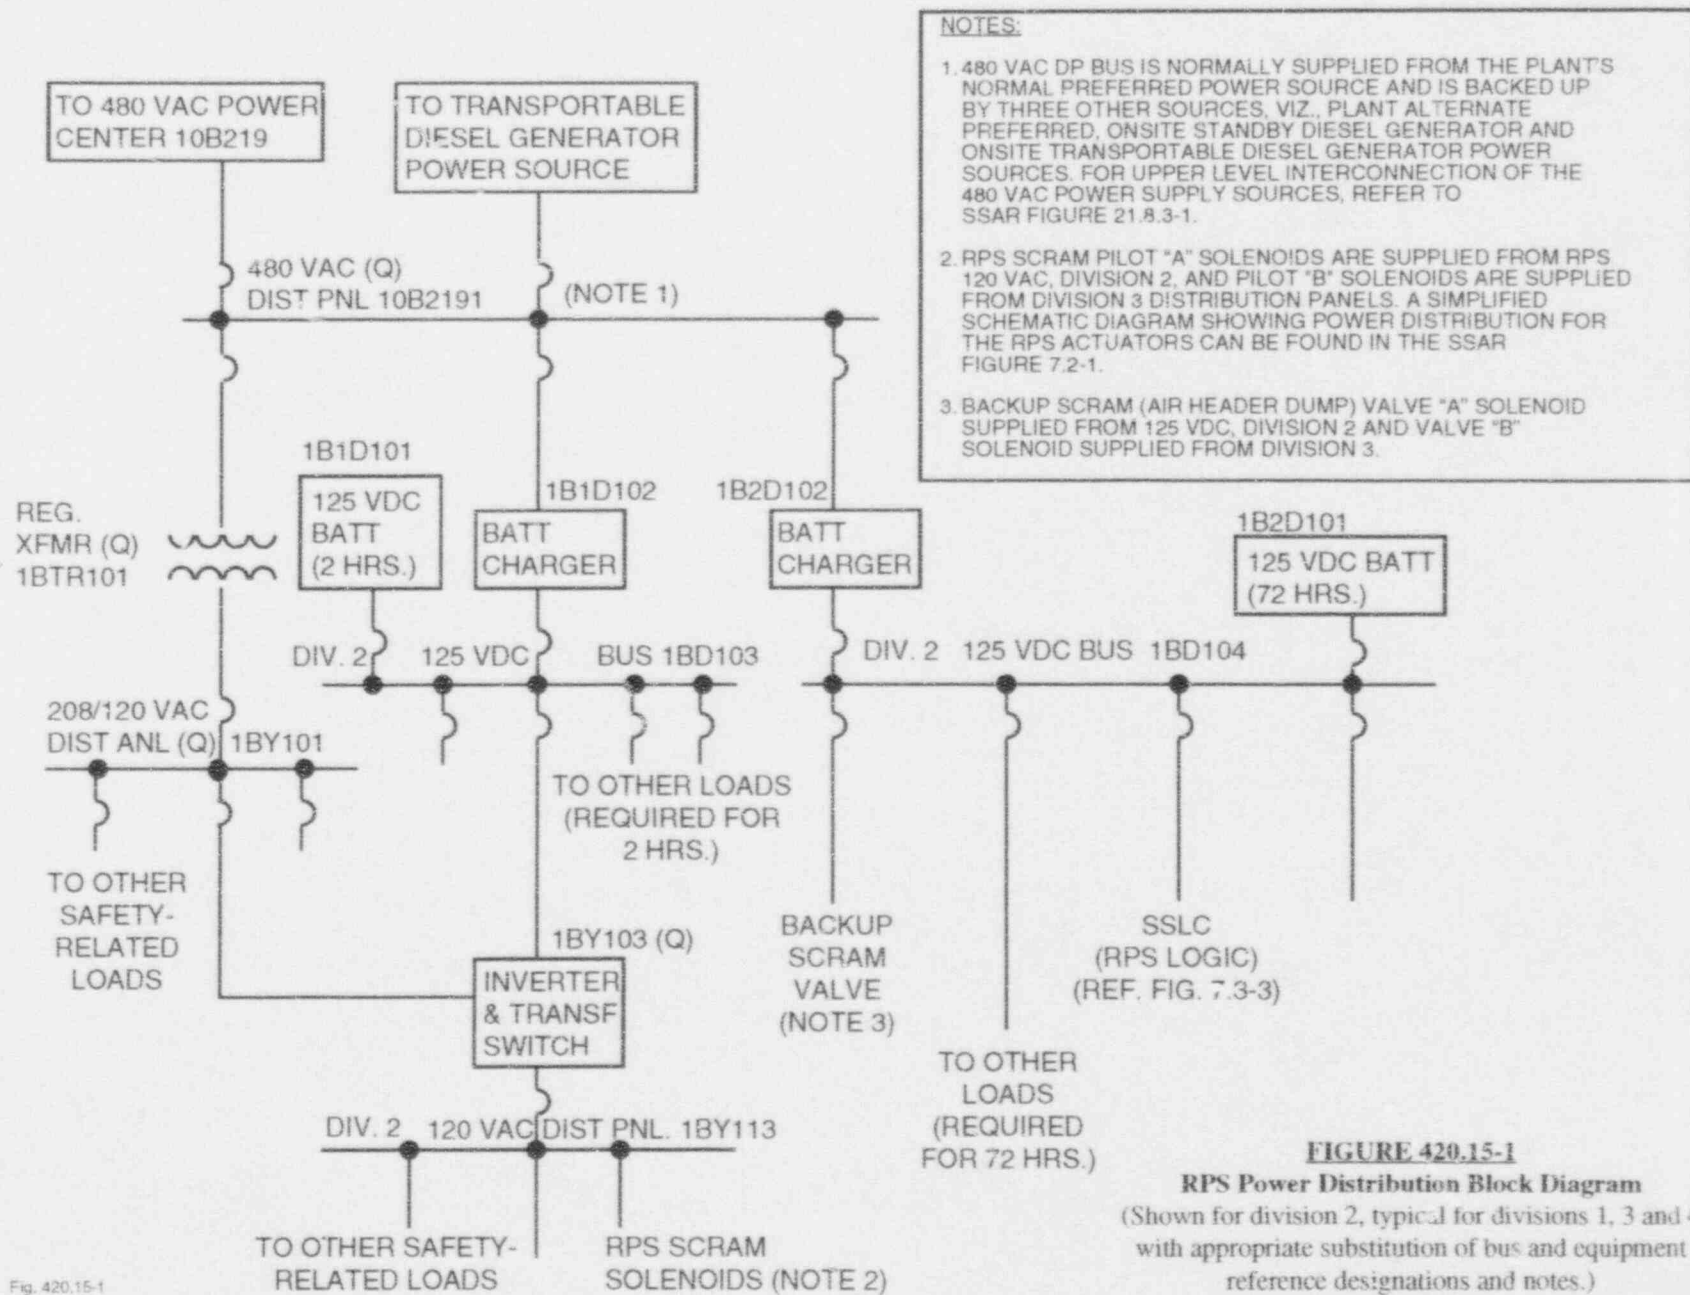 TO 480 VAC POWER
CENTER 10B219
TO TRANSPORTABLE
DIESEL GENERATOR
POWER SOURCE
NOTES:
1. 480 VAC DP BUS IS NORMALLY SUPPLIED FROM THE PLANT'S
NORMAL PREFERRED POWER SOURCE AND IS BACKED UP
BY THREE OTHER SOURCES, VIZ., PLANT ALTERNATE
PREFERRED, ONSITE STANDBY DIESEL GENERATOR AND
ONSITE TRANSPORTABLE DIESEL GENERATOR POWER
SOURCES. FOR UPPER LEVEL INTERCONNECTION OF THE
480 VAC POWER SUPPLY SOURCES, REFER TO
SSAR FIGURE 21.8.3-1.
2. RPS SCRAM PILOT "A" SOLENOIDS ARE SUPPLIED FROM RPS
120 VAC, DIVISION 2, AND PILOT "B" SOLENOIDS ARE SUPPLIED
FROM DIVISION 3 DISTRIBUTION PANELS. A SIMPLIFIED
SCHEMATIC DIAGRAM SHOWING POWER DISTRIBUTION FOR
THE RPS ACTUATORS CAN BE FOUND IN THE SSAR
FIGURE 7.2-1.
3. BACKUP SCRAM (AIR HEADER DUMP) VALVE "A" SOLENOID
SUPPLIED FROM 125 VDC, DIVISION 2 AND VALVE "B"
SOLENOID SUPPLIED FROM DIVISION 3.
480 VAC (Q)
DIST PNL 10B2191
(NOTE 1)
REG.
XFMR (Q)
1BTR101
1B1D101
125 VDC
BATT
(2 HRS.)
1B1D102
BATT
CHARGER
1B2D102
BATT
CHARGER
1B2D101
125 VDC BATT
(72 HRS.)
DIV. 2 125 VDC BUS 1BD103
DIV. 2 125 VDC BUS 1BD104
208/120 VAC
DIST ANL (Q) 1BY101
TO OTHER LOADS
(REQUIRED FOR
2 HRS.)
TO OTHER
SAFETY-
RELATED
LOADS
1BY103 (Q)
INVERTER
& TRANSF
SWITCH
BACKUP
SCRAM
VALVE
(NOTE 3)
SSLC
(RPS LOGIC)
(REF. FIG. 7.3-3)
TO OTHER
LOADS
(REQUIRED
FOR 72 HRS.)
DIV. 2 120 VAC DIST PNL. 1BY113
TO OTHER SAFETY-
RELATED LOADS
RPS SCRAM
SOLENOIDS (NOTE 2)
FIGURE 420.15-1
RPS Power Distribution Block Diagram
(Shown for division 2, typical for divisions 1, 3 and
with appropriate substitution of bus and equipment
reference designations and notes.)
Fig. 420.15-1